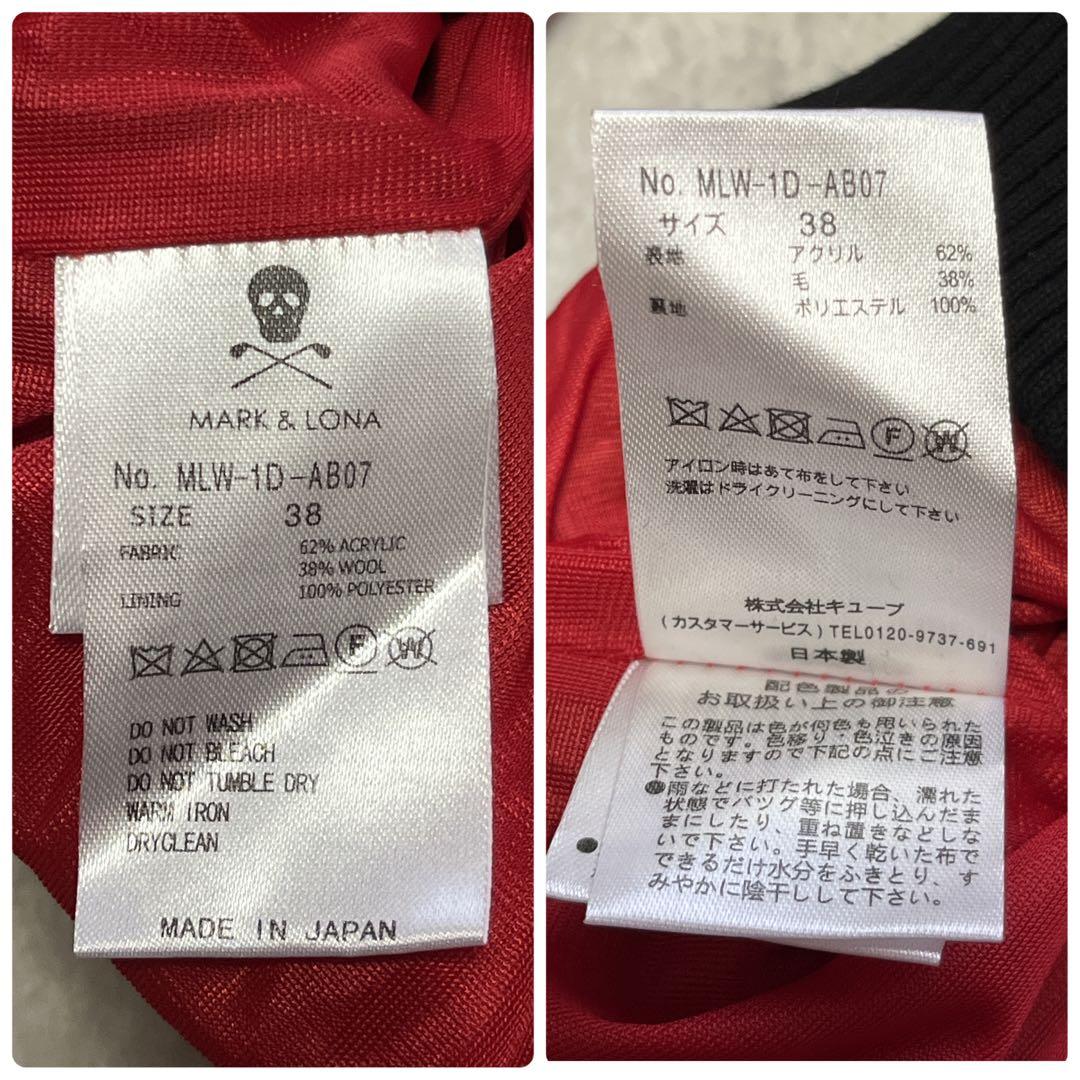 MARK & LONA
No. MLW-1D-AB07
SIZE 38
FABRIC 62% ACRYLIC
38% WOOL
LINING 100% POLYESTER
F W
DO NOT WASH
DO NOT BLEACH
DO NOT TUMBLE DRY
WARM IRON
DRYCLEAN
MADE IN JAPAN
No. MLW-1D-AB07
サイズ 38
表地 アクリル 62%
毛 38%
裏地 ポリエステル 100%
F W
アイロン時はあて布をして下さい
洗濯はドライクリーニングにして下さい
株式会社キューブ
(カスタマーサービス) TEL0120-9737-691
日本製
配色製品の
お取扱い上の御注意
この製品は色が何色も用いられた
ものです。色移り・色泣きの原因
となりますので下記の点にご注意
下さい。
雨などに打たれた場合、濡れた
状態でバッグ等に押し込んだま
まにしたり、重ね置きなどしな
いで下さい。手早く乾いた布で
できるだけ水分をふきとり、す
みやかに陰干しして下さい。